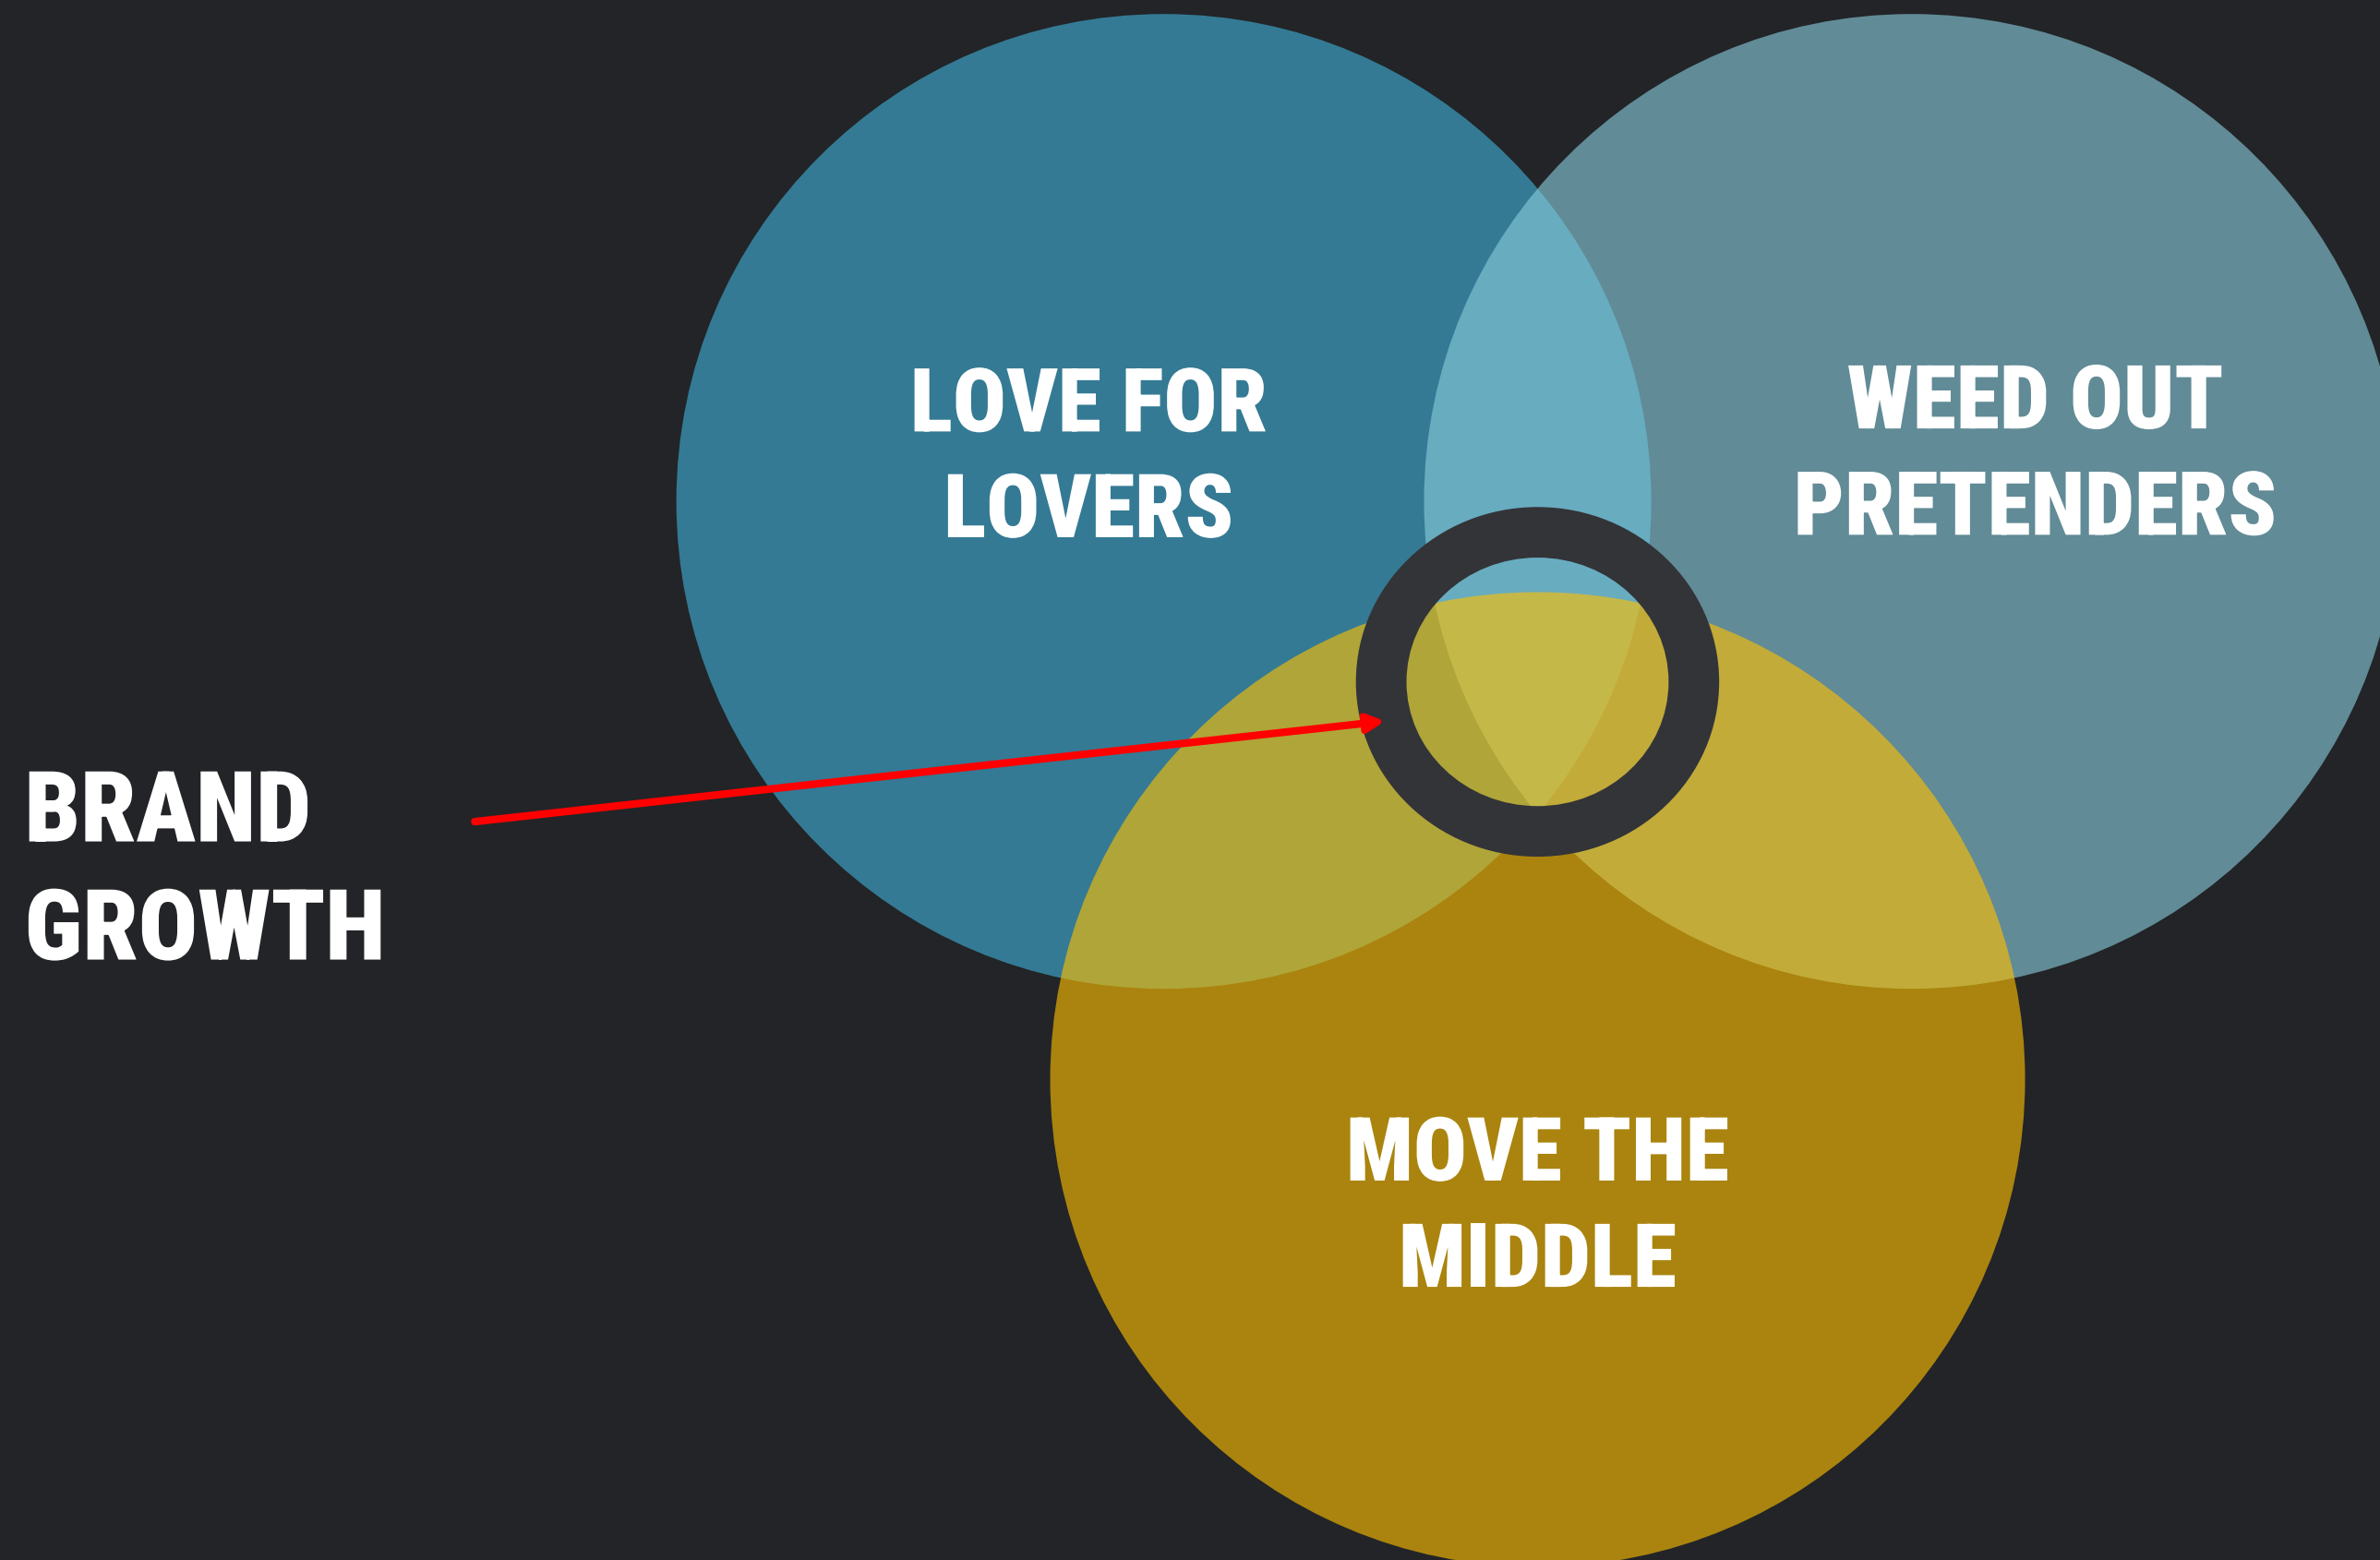 LOVE FOR
LOVERS
WEED OUT
PRETENDERS
BRAND
GROWTH
MOVE THE
MIDDLE